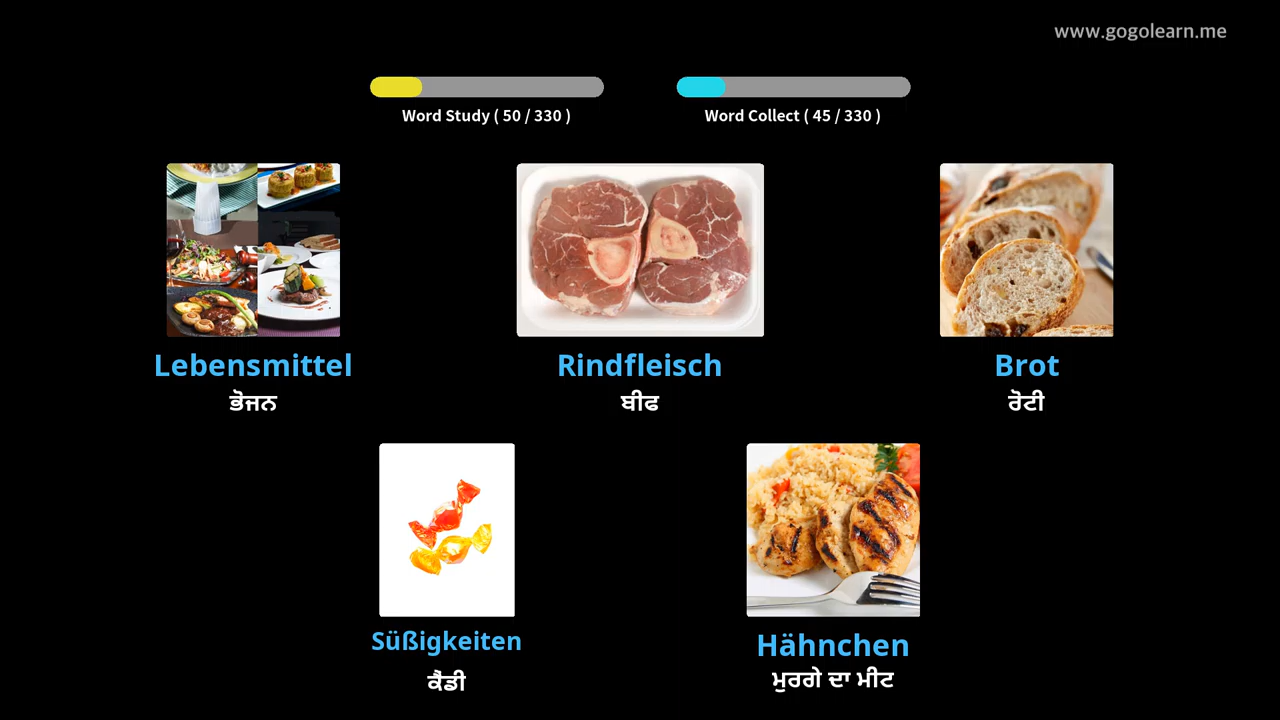 www.gogolearn.me
Word Study ( 50 / 330 )
Word Collect ( 45 / 330 )
Lebensmittel
ਭੋਜਨ
Rindfleisch
ਬੀਫ
Brot
ਰੋਟੀ
Süßigkeiten
ਕੈਂਡੀ
Hähnchen
ਮੁਰਗੇ ਦਾ ਮੀਟ